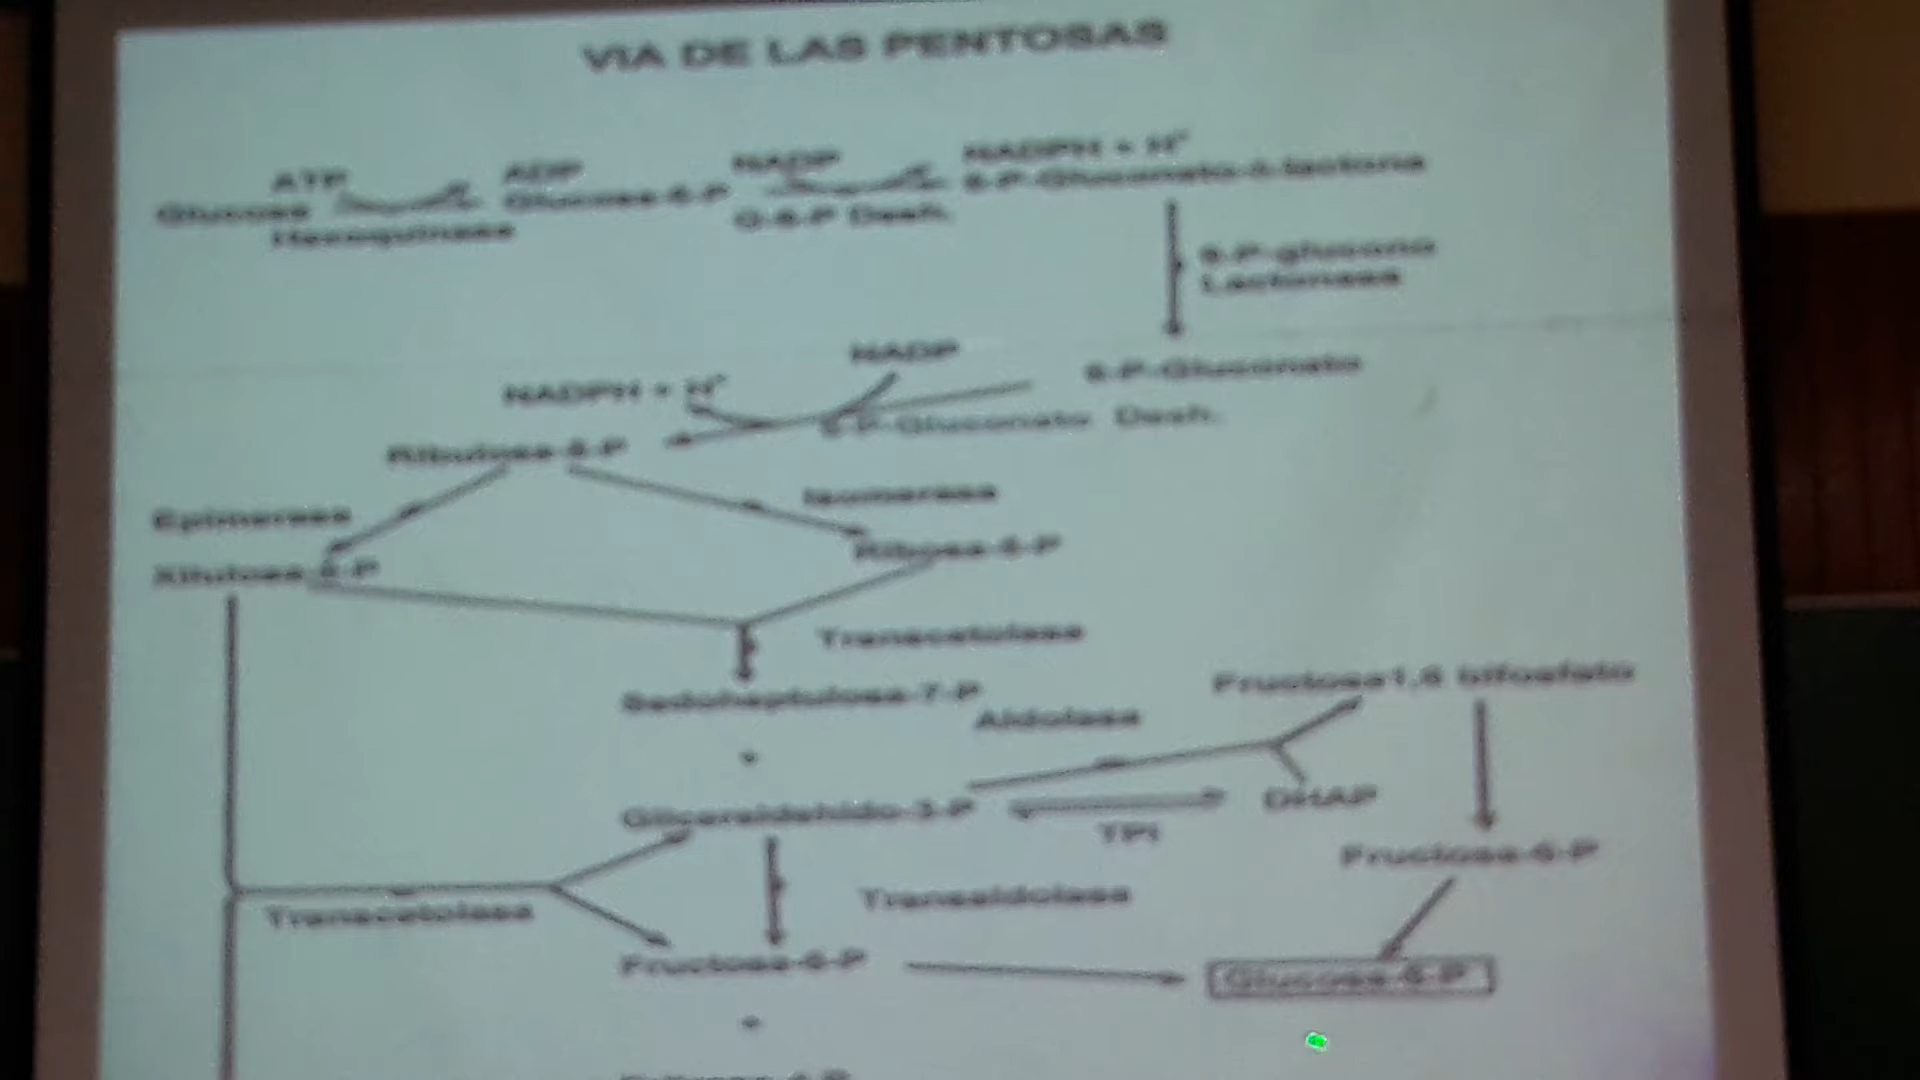 VIA DE LAS PENTOSAS
ATP ADP NADP NADPH + H⁺
Glucosa Glucosa-6-P 6-P-Gluconato-δ-lactona
Hexoquinasa G-6-P Desh.
6-P-glucono
Lactonasa
NADP
NADPH + H⁺ 6-P-Gluconato
6-P-Gluconato Desh.
Ribulosa-5-P
Isomerasa
Epimerasa
Ribosa-5-P
Xilulosa-5-P
Transcetolasa
Fructosa1,6 bifosfato
Sedoheptulosa-7-P
Aldolasa
+
Gliceraldehido-3-P DHAP
TPI
Fructosa-6-P
Transaldolasa
Transcetolasa
Fructosa-6-P Glucosa-6-P
+